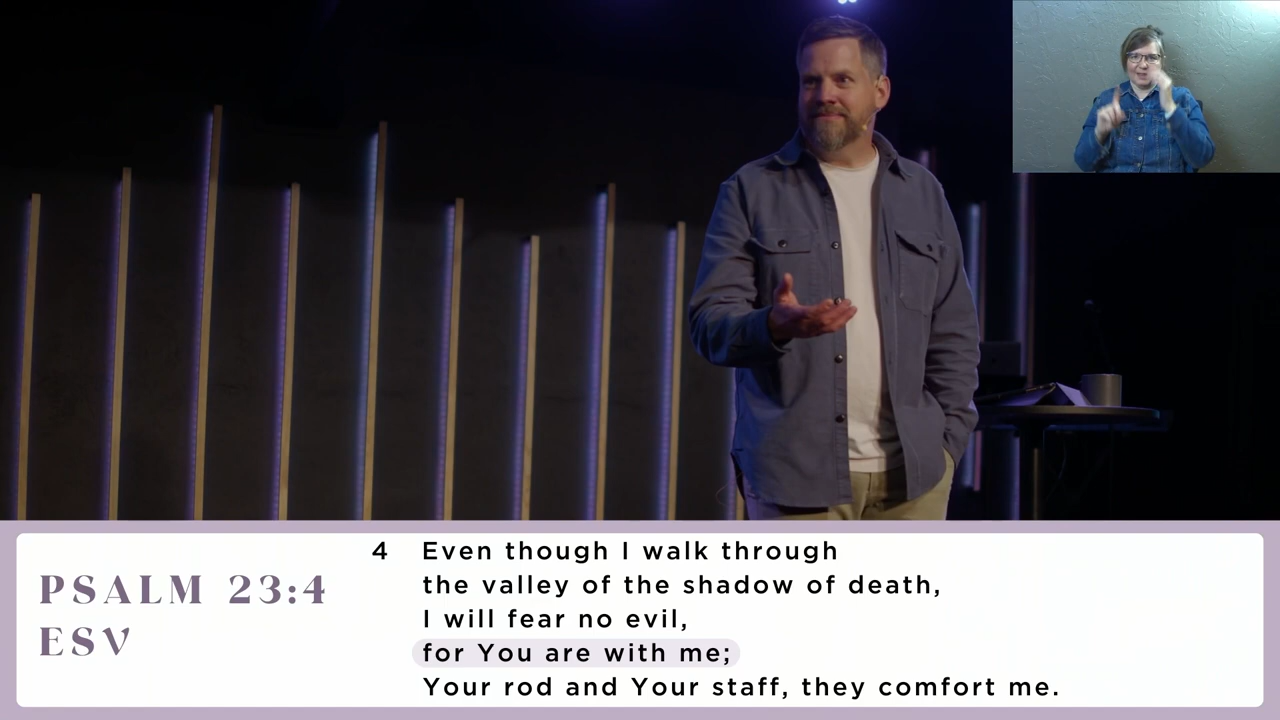 PSALM 23:4
ESV
4 Even though I walk through
the valley of the shadow of death,
I will fear no evil,
for You are with me;
Your rod and Your staff, they comfort me.